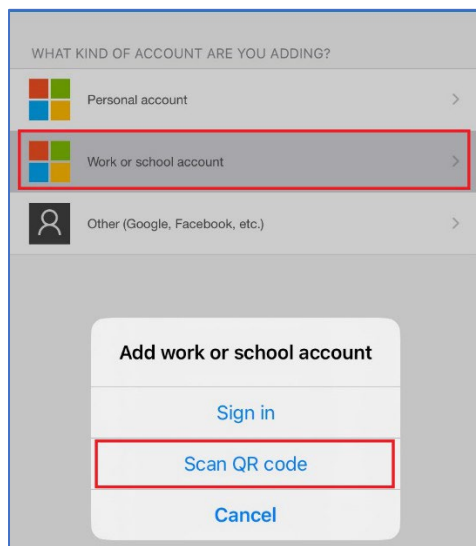 WHAT KIND OF ACCOUNT ARE YOU ADDING?
Personal account
Work or school account
Other (Google, Facebook, etc.)
Add work or school account
Sign in
Scan QR code
Cancel